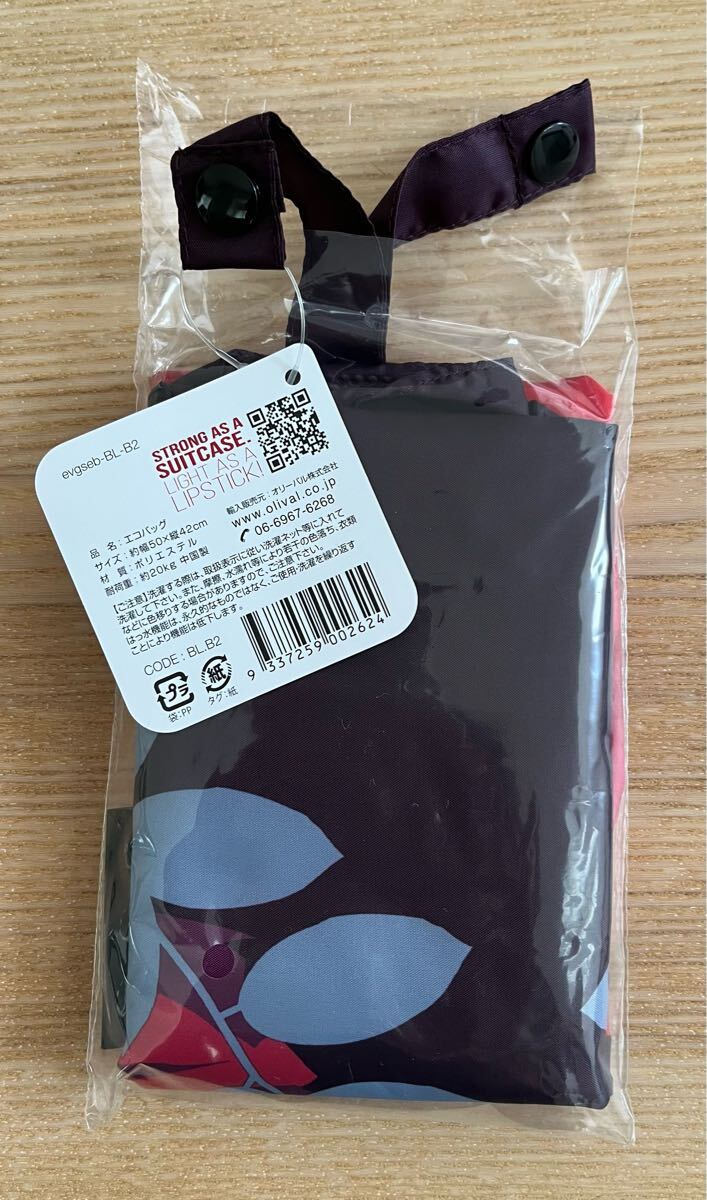 evgseb-BL-B2
STRONG AS A
SUITCASE.
LIGHT AS A
LIPSTICK!
品 名：エコバッグ
サイズ：約幅50×縦42cm
材 質：ポリエステル
耐荷重：約20kg 中国製
輸入販売元：オリーバル株式会社
www.olival.co.jp
06-6967-6268
【ご注意】洗濯する際は、取扱表示に従い洗濯ネット等に入れて
洗濯して下さい。また、摩擦、水濡れ等により若干の色落ち、衣類
などに色移りする場合がありますので、ご注意下さい。
はっ水機能は、永久的なものではなく、ご使用・洗濯を繰り返す
ことにより機能は低下します。
CODE：BL.B2
9 337259 002624
プラ
袋：PP
紙
タグ：紙